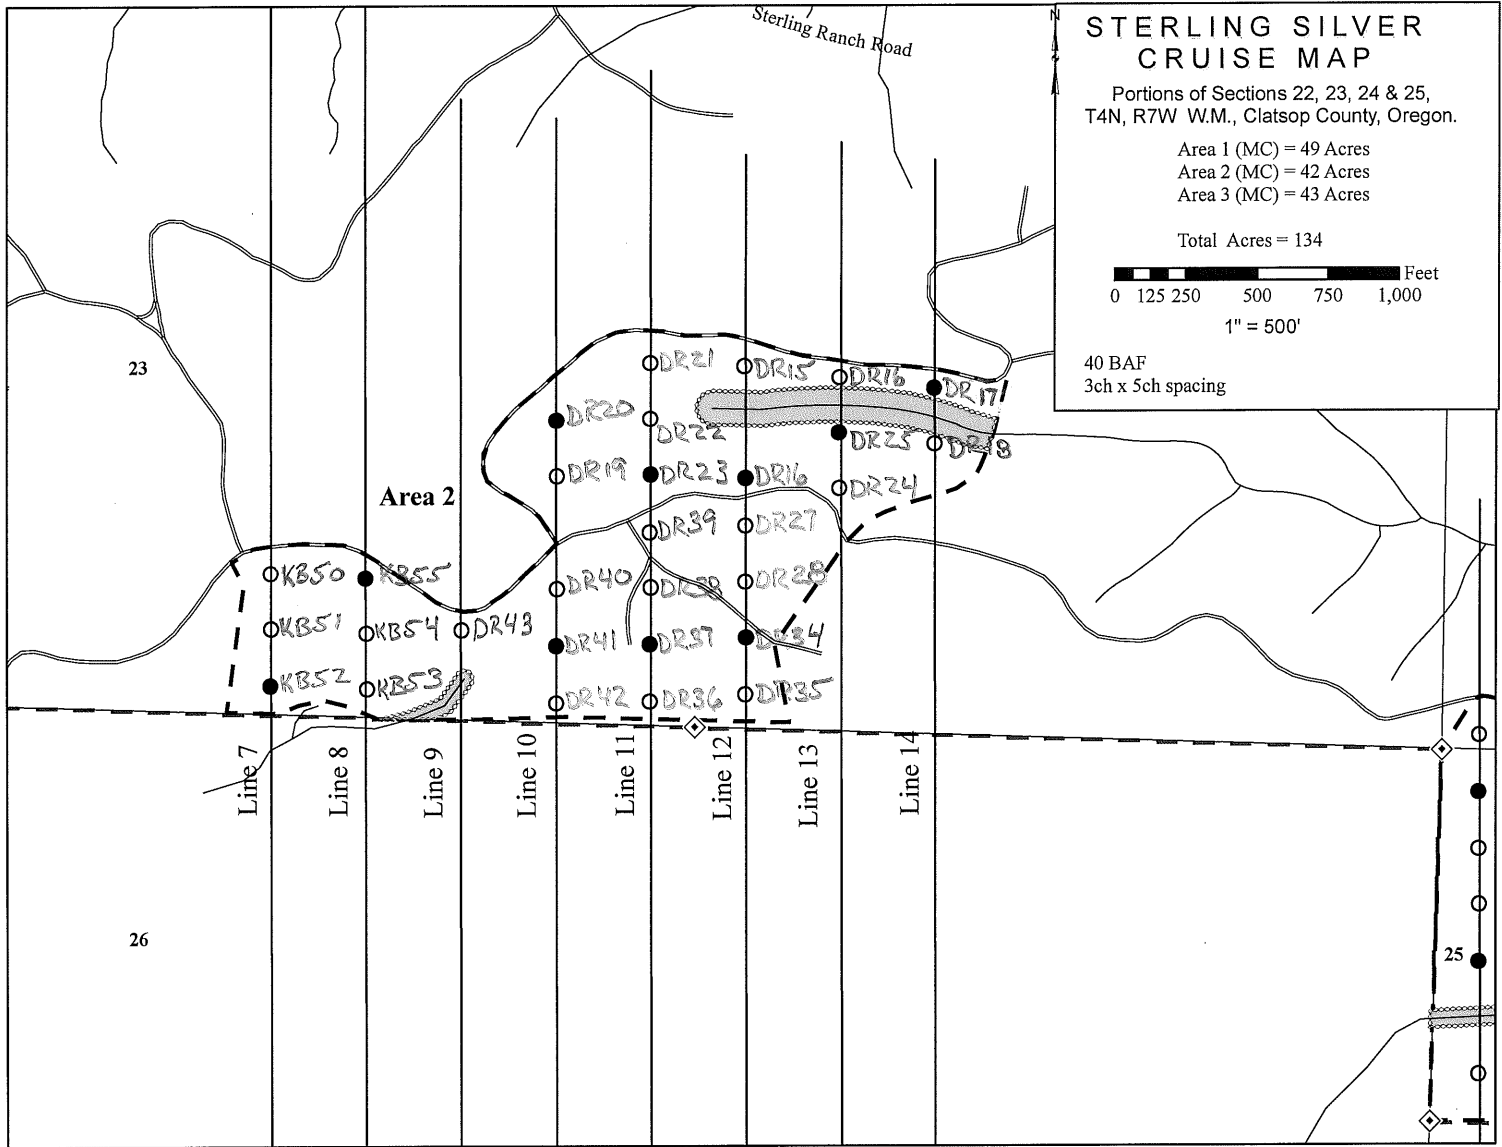 Sterling Ranch Road
N
STERLING SILVER
CRUISE MAP
Portions of Sections 22, 23, 24 & 25,
T4N, R7W W.M., Clatsop County, Oregon.
Area 1 (MC) = 49 Acres
Area 2 (MC) = 42 Acres
Area 3 (MC) = 43 Acres
Total Acres = 134
Feet
0 125 250 500 750 1,000
1" = 500'
40 BAF
3ch x 5ch spacing
23
DR21
DR15
DR16
DR17
DR20
DR22
DR25
DR18
DR19
DR23
DR16
DR24
Area 2
DR39
DR27
KB50
KB55
DR40
DR38
DR28
KB51
KB54
DR43
DR41
DR37
DR34
KB52
KB53
DR42
DR36
DR35
Line 7
Line 8
Line 9
Line 10
Line 11
Line 12
Line 13
Line 14
26
25